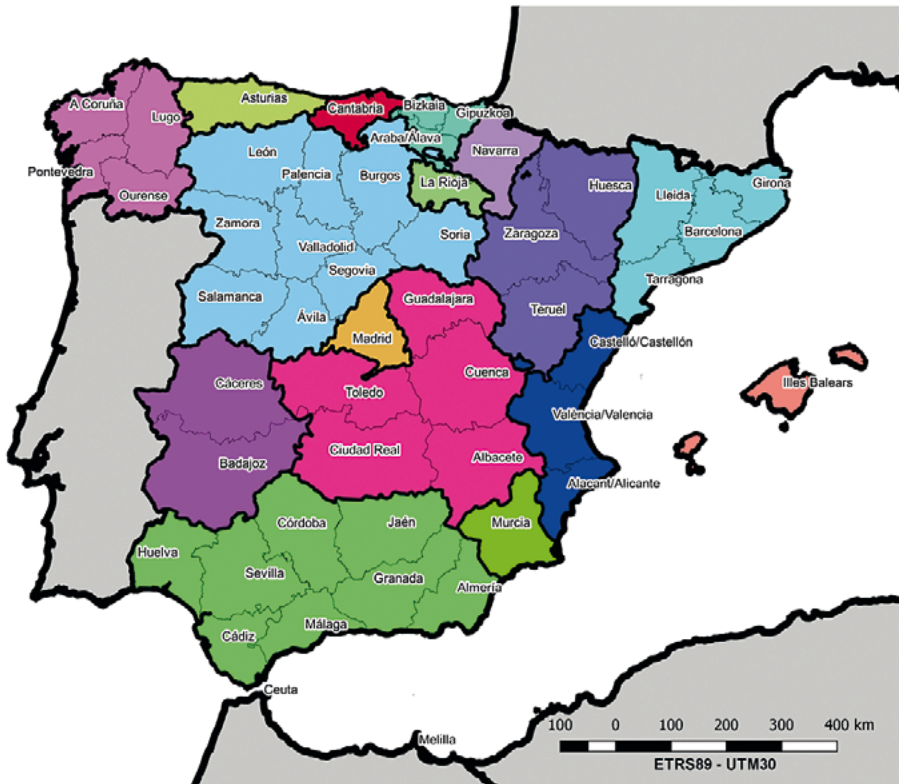 A Coruña
Lugo
Asturias
Cantabria
Bizkaia
Gipuzkoa
Araba/Álava
Navarra
Pontevedra
Ourense
León
Palencia
Burgos
La Rioja
Huesca
Lleida
Girona
Zamora
Valladolid
Soria
Zaragoza
Barcelona
Segovia
Salamanca
Ávila
Guadalajara
Tarragona
Teruel
Madrid
Castelló/Castellón
Cáceres
Toledo
Cuenca
Illes Balears
València/Valencia
Badajoz
Ciudad Real
Albacete
Alacant/Alicante
Córdoba
Jaén
Murcia
Huelva
Sevilla
Granada
Almería
Cádiz
Málaga
Ceuta
Melilla
100 0 100 200 300 400 km
ETRS89 - UTM30